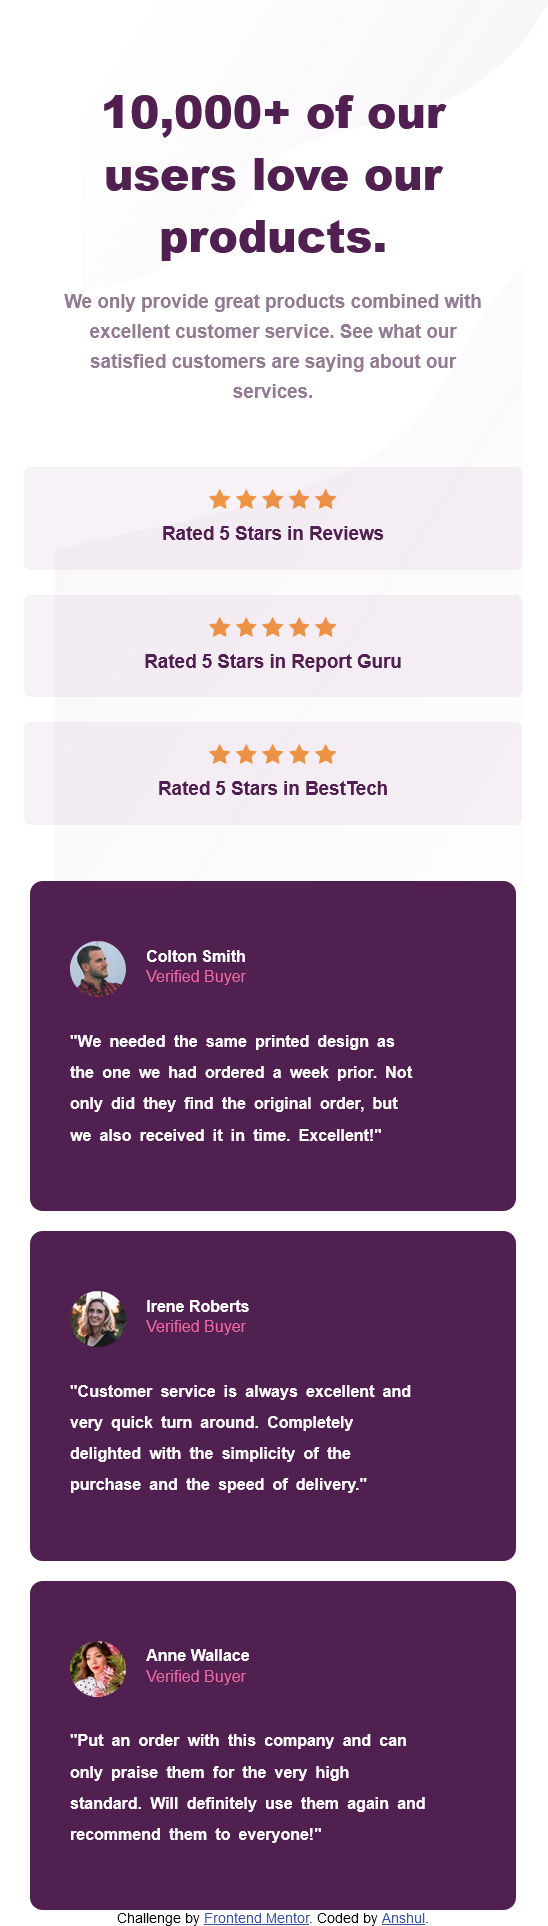 10,000+ of our
users love our
products.
We only provide great products combined with
excellent customer service. See what our
satisfied customers are saying about our
services.
Rated 5 Stars in Reviews
Rated 5 Stars in Report Guru
Rated 5 Stars in BestTech
Colton Smith
Verified Buyer
"We needed the same printed design as
the one we had ordered a week prior. Not
only did they find the original order, but
we also received it in time. Excellent!"
Irene Roberts
Verified Buyer
"Customer service is always excellent and
very quick turn around. Completely
delighted with the simplicity of the
purchase and the speed of delivery."
Anne Wallace
Verified Buyer
"Put an order with this company and can
only praise them for the very high
standard. Will definitely use them again and
recommend them to everyone!"
Challenge by Frontend Mentor. Coded by Anshul.